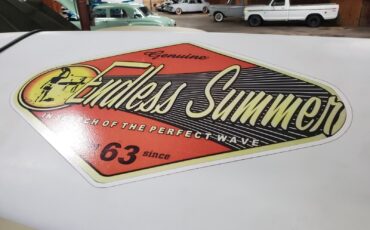 Genuine
Endless Summer
IN SEARCH OF THE PERFECT WAVE
63 since